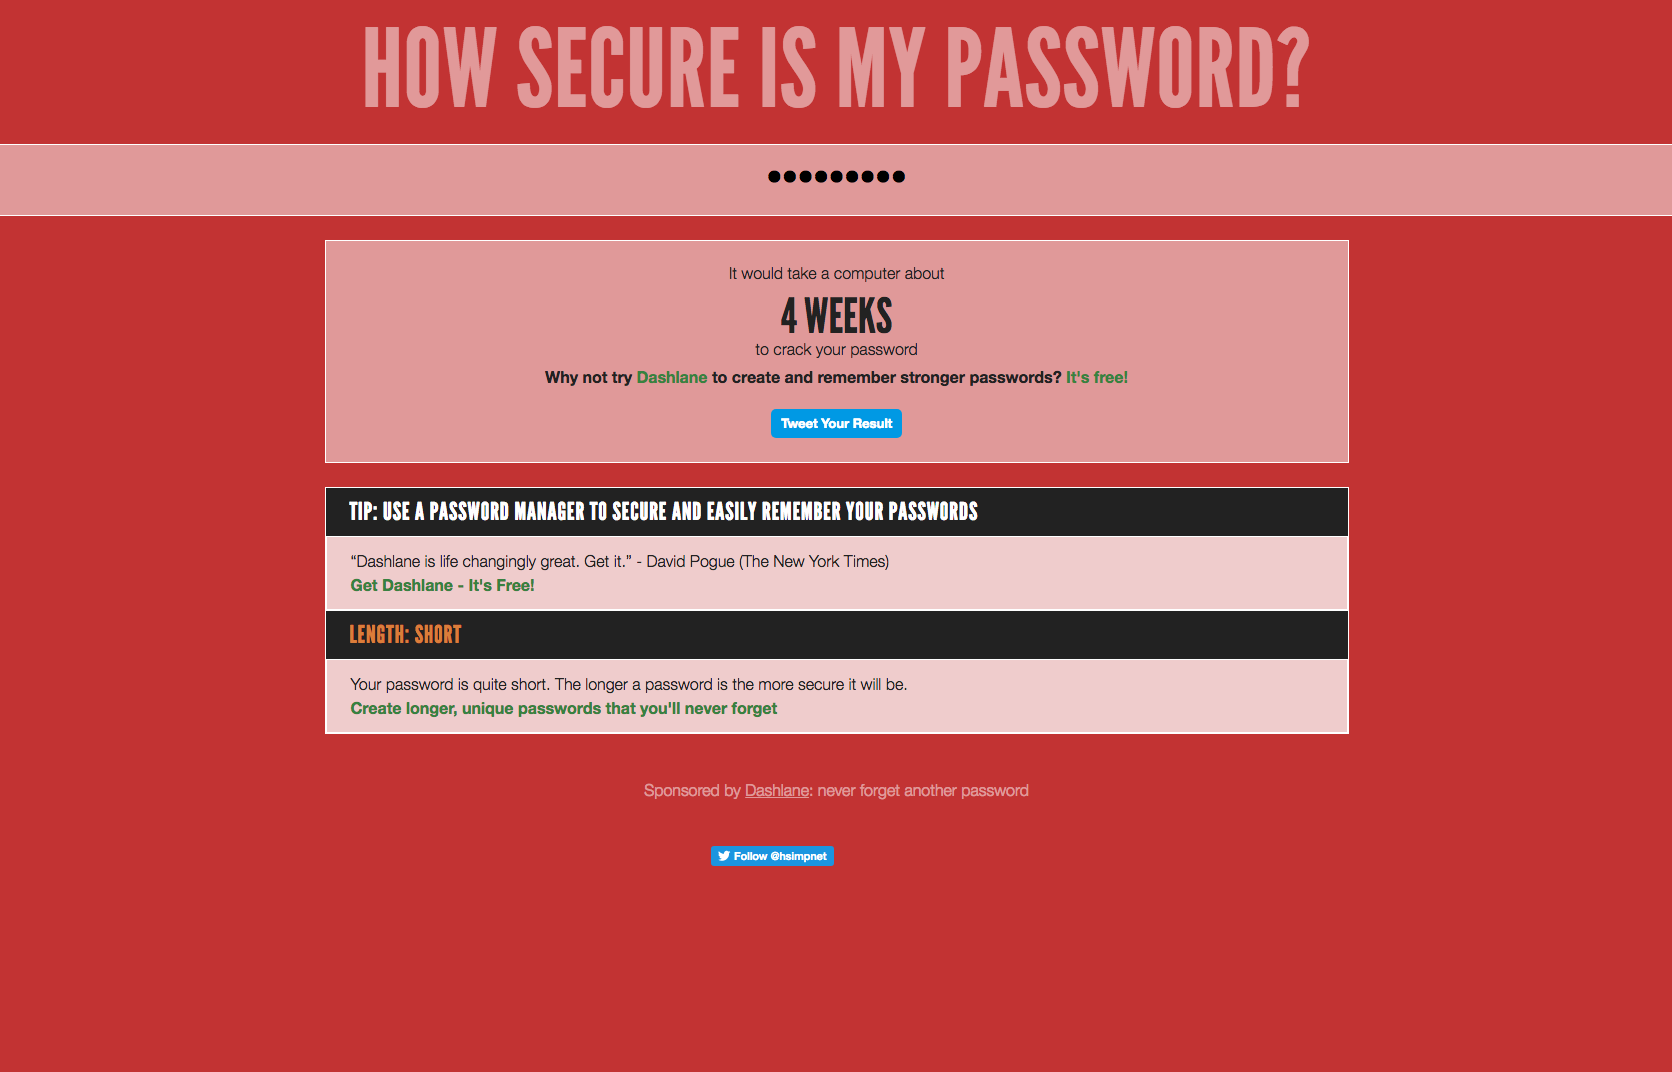 HOW SECURE IS MY PASSWORD?
•••••••••
It would take a computer about
4 WEEKS
to crack your password
Why not try Dashlane to create and remember stronger passwords? It's free!
Tweet Your Result
TIP: USE A PASSWORD MANAGER TO SECURE AND EASILY REMEMBER YOUR PASSWORDS
“Dashlane is life changingly great. Get it.” - David Pogue (The New York Times)
Get Dashlane - It's Free!
LENGTH: SHORT
Your password is quite short. The longer a password is the more secure it will be.
Create longer, unique passwords that you'll never forget
Sponsored by Dashlane: never forget another password
Follow @hsimpnet